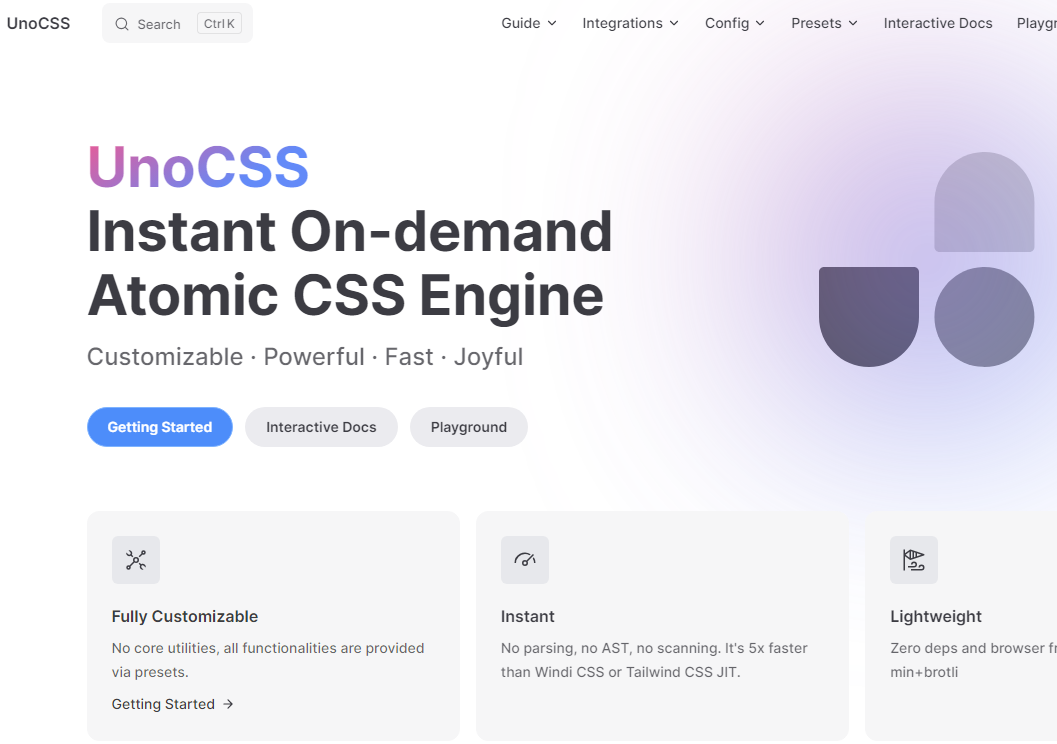 UnoCSS
Search
Ctrl K
Guide
Integrations
Config
Presets
Interactive Docs
UnoCSS
Instant On-demand
Atomic CSS Engine
Customizable · Powerful · Fast · Joyful
Getting Started
Interactive Docs
Playground
Fully Customizable
No core utilities, all functionalities are provided
via presets.
Getting Started →
Instant
No parsing, no AST, no scanning. It's 5x faster
than Windi CSS or Tailwind CSS JIT.
Lightweight
Zero deps and browser
min+brotli